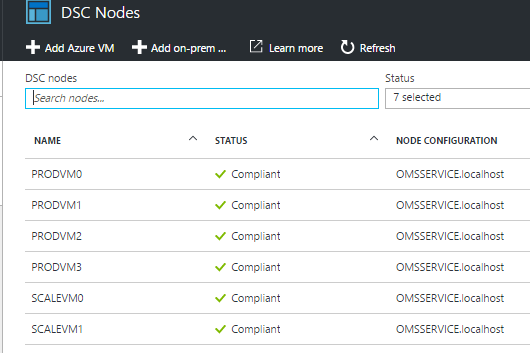 DSC Nodes
Add Azure VM Add on-prem ... Learn more Refresh
DSC nodes Status
Search nodes... 7 selected
NAME STATUS NODE CONFIGURATION
PRODVM0 Compliant OMSSERVICE.localhost
PRODVM1 Compliant OMSSERVICE.localhost
PRODVM2 Compliant OMSSERVICE.localhost
PRODVM3 Compliant OMSSERVICE.localhost
SCALEVM0 Compliant OMSSERVICE.localhost
SCALEVM1 Compliant OMSSERVICE.localhost